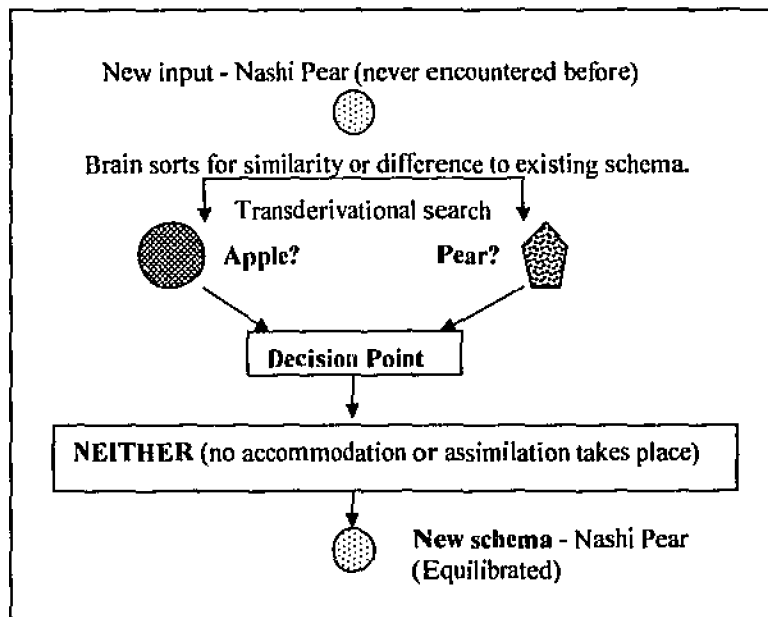 New input - Nashi Pear (never encountered before)
Brain sorts for similarity or difference to existing schema.
Transderivational search
Apple?
Pear?
Decision Point
NEITHER (no accommodation or assimilation takes place)
New schema - Nashi Pear
(Equilibrated)